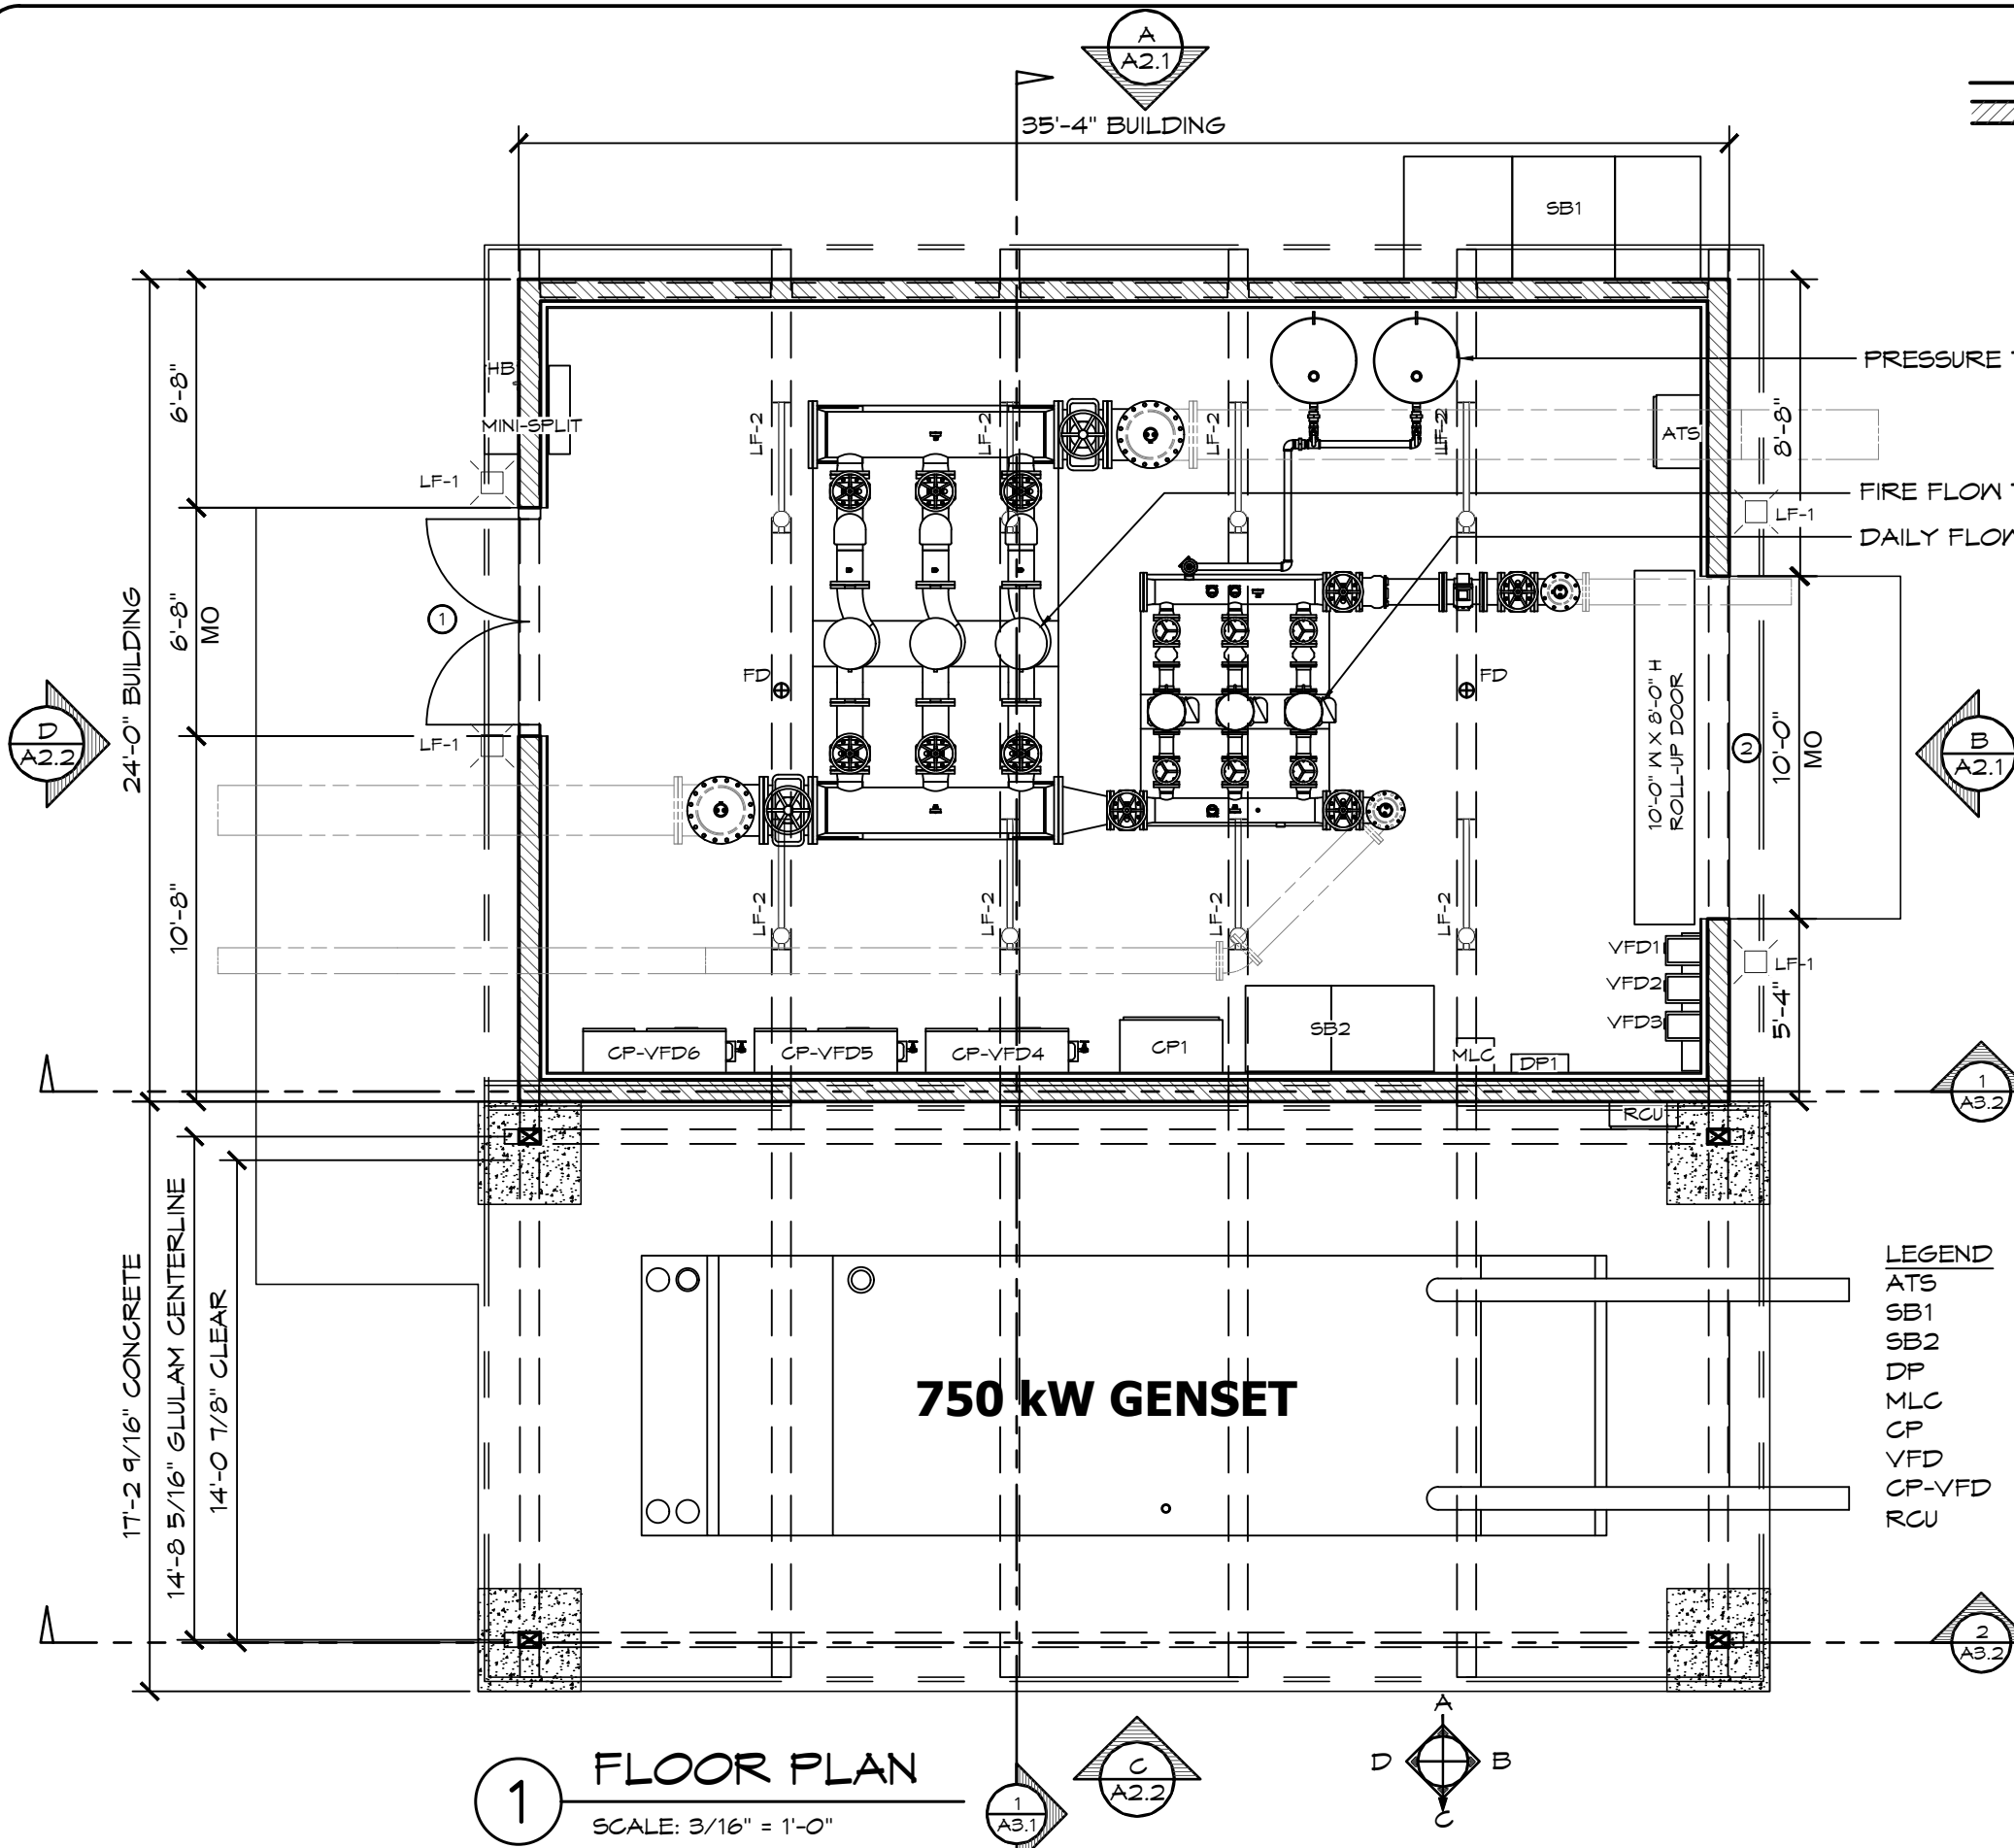 A
A2.1
35'-4" BUILDING
SB1
PRESSURE
HB
MINI-SPLIT
LF-2
LF-2
LF-2
LF-2
ATS
6'-8"
8'-8"
LF-1
FIRE FLOW
LF-1
DAILY FLOW
24'-0" BUILDING
6'-8"
MO
1
FD
FD
10'-0" W X 8'-0" H
ROLL-UP DOOR
2
10'-0"
MO
D
A2.2
LF-1
B
A2.1
10'-8"
LF-2
LF-2
LF-2
LF-2
VFD1
LF-1
VFD2
VFD3
5'-4"
CP-VFD6
CP-VFD5
CP-VFD4
CP1
SB2
MLC
DP1
1
A3.2
RCU
17'-2 9/16" CONCRETE
14'-8 5/16" GLULAM CENTERLINE
14'-0 7/8" CLEAR
LEGEND
ATS
SB1
SB2
DP
MLC
CP
VFD
CP-VFD
RCU
750 kW GENSET
2
A3.2
1
FLOOR PLAN
SCALE: 3/16" = 1'-0"
1
A3.1
C
A2.2
A
D
B
C